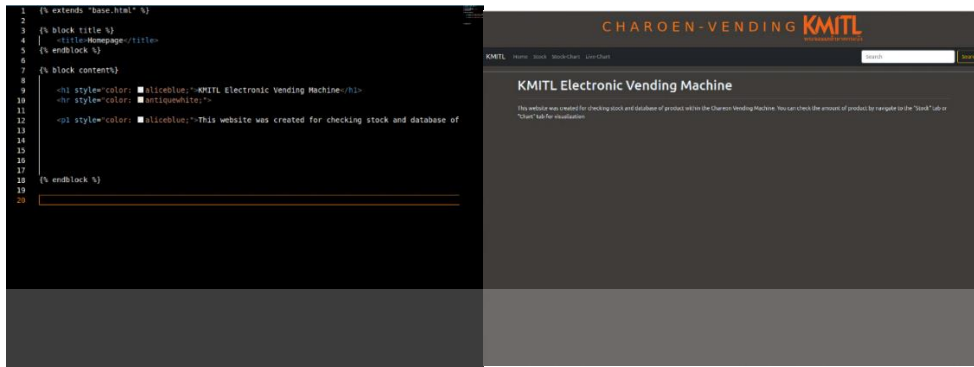 1 {% extends "base.html" %}
2
3 {% block title %}
4 <title>Homepage</title>
5 {% endblock %}
6
7 {% block content%}
8
9 <h1 style="color: aliceblue;">KMITL Electronic Vending Machine</h1>
10 <hr style="color: antiquewhite;">
11
12 <p1 style="color: aliceblue;">This website was created for checking stock and database of
13
14
15
16
17
18 {% endblock %}
19
20
CHAROEN-VENDING KMITL
KMITL Home Stock Stock-Chart Live-Chart Search
KMITL Electronic Vending Machine
This website was created for checking stock and database of product within the Charoen Vending Machine. You can check the amount of product by navigate to the "Stock" tab or
"Chart" tab for visualization